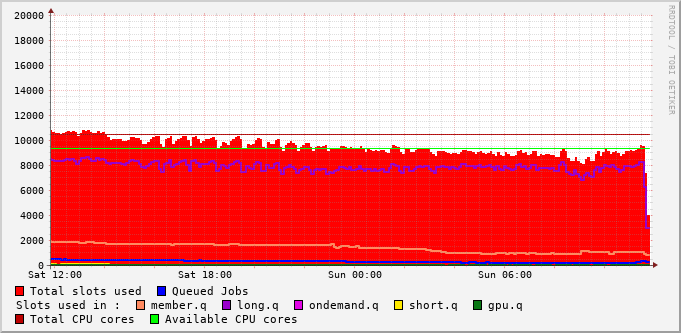 20000
18000
16000
14000
12000
10000
8000
6000
4000
2000
0
Sat 12:00 Sat 18:00 Sun 00:00 Sun 06:00
RRDTOOL / TOBI OETIKER
Total slots used Queued Jobs
Slots used in : member.q long.q ondemand.q short.q gpu.q
Total CPU cores Available CPU cores